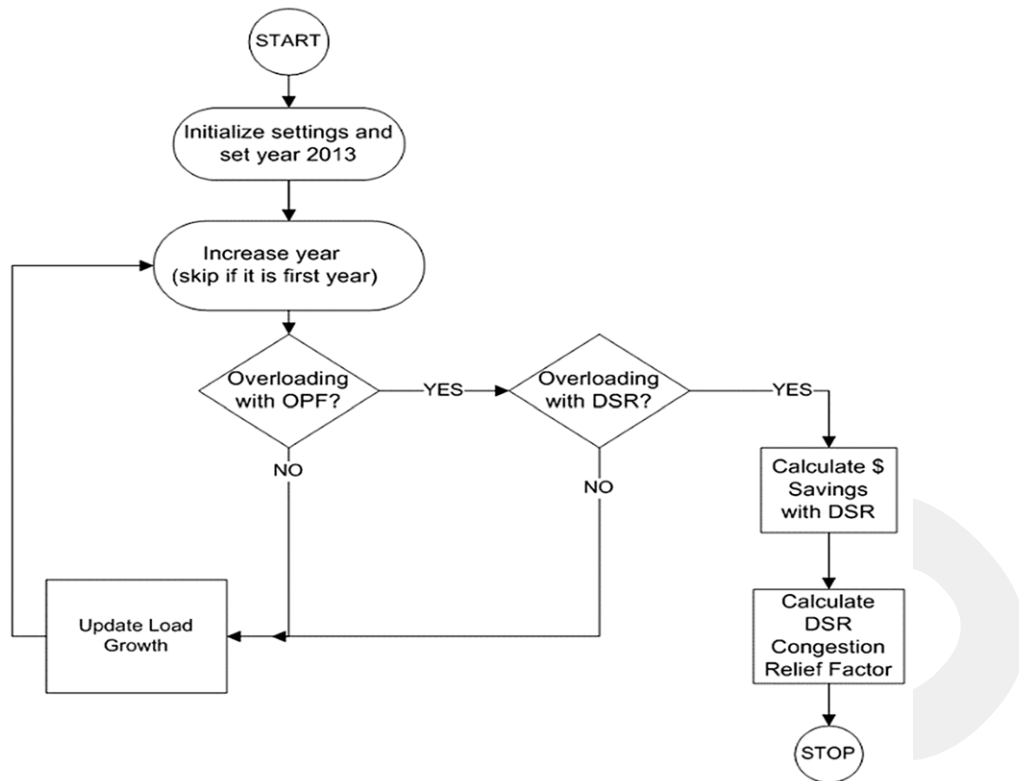 START
Initialize settings and
set year 2013
Increase year
(skip if it is first year)
Overloading
with OPF?
YES
Overloading
with DSR?
YES
NO
NO
Calculate $
Savings
with DSR
Update Load
Growth
Calculate
DSR
Congestion
Relief Factor
STOP